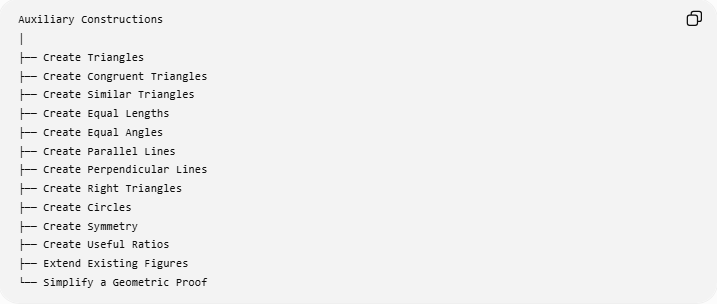 Auxiliary Constructions
│
├── Create Triangles
├── Create Congruent Triangles
├── Create Similar Triangles
├── Create Equal Lengths
├── Create Equal Angles
├── Create Parallel Lines
├── Create Perpendicular Lines
├── Create Right Triangles
├── Create Circles
├── Create Symmetry
├── Create Useful Ratios
├── Extend Existing Figures
└── Simplify a Geometric Proof